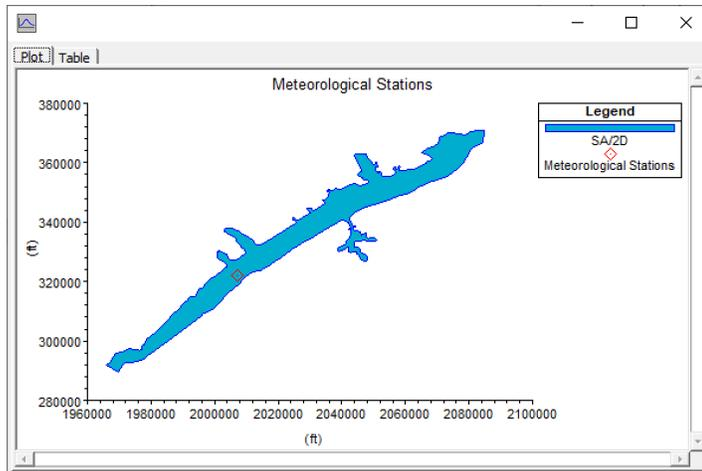 Plot Table
Meteorological Stations
380000
360000
340000
320000
300000
280000
(ft)
1960000 1980000 2000000 2020000 2040000 2060000 2080000 2100000
(ft)
Legend
SA/2D
Meteorological Stations